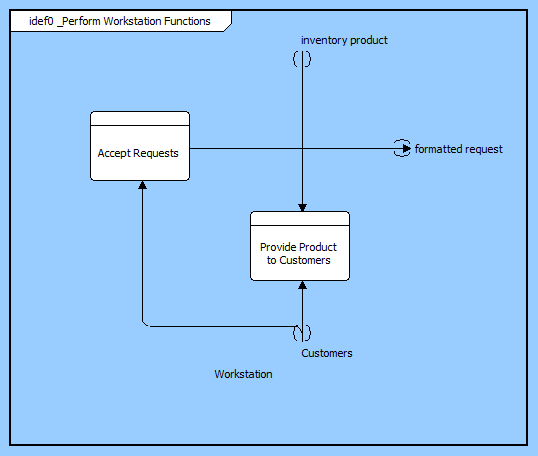 idef0 _Perform Workstation Functions
inventory product
Accept Requests
formatted request
Provide Product
to Customers
Customers
Workstation